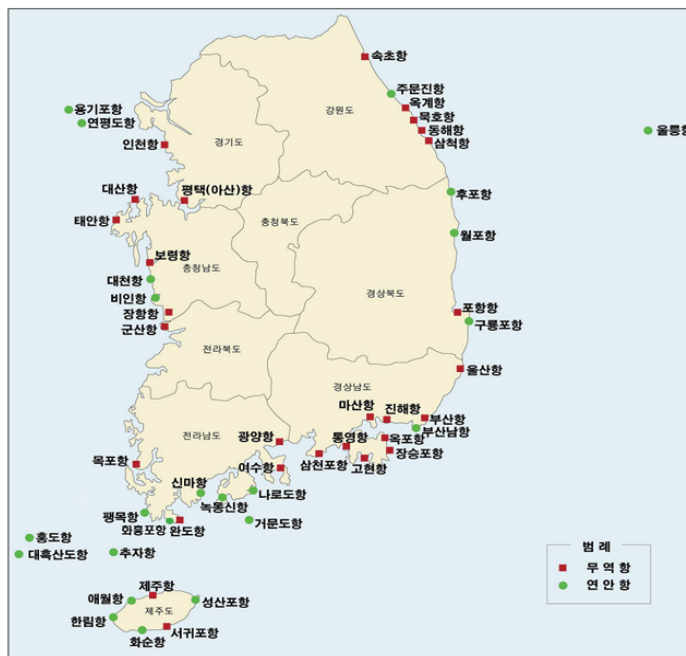 속초항
주문진항
옥계항
묵호항
동해항
삼척항
강원도
용기포항
연평도항
인천항
경기도
울릉항
대산항
평택(아산)항
태안항
후포항
충청북도
월포항
보령항
충청남도
대천항
비인항
장항항
군산항
경상북도
포항항
구룡포항
전라북도
울산항
경상남도
마산항
진해항
부산항
부산남항
전라남도
광양항
통영항
옥포항
장승포항
목포항
여수항
삼천포항
고현항
신마항
녹동신항
나로도항
팽목항
화흥포항
완도항
거문도항
홍도항
대흑산도항
추자항
범 례
무 역 항
연 안 항
제주항
애월항
제주도
성산포항
한림항
화순항
서귀포항